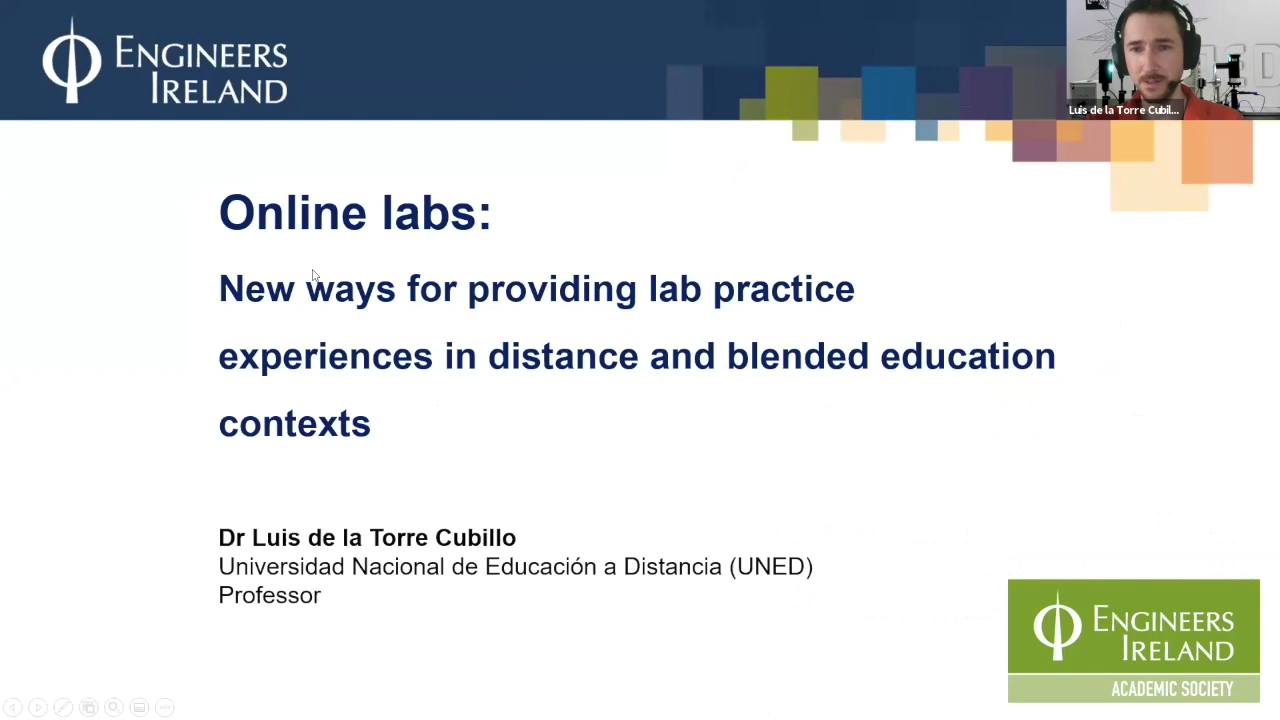 ENGINEERS
IRELAND
Luis de la Torre Cubil...
Online labs:
New ways for providing lab practice
experiences in distance and blended education
contexts
Dr Luis de la Torre Cubillo
Universidad Nacional de Educación a Distancia (UNED)
Professor
ENGINEERS
IRELAND
ACADEMIC SOCIETY